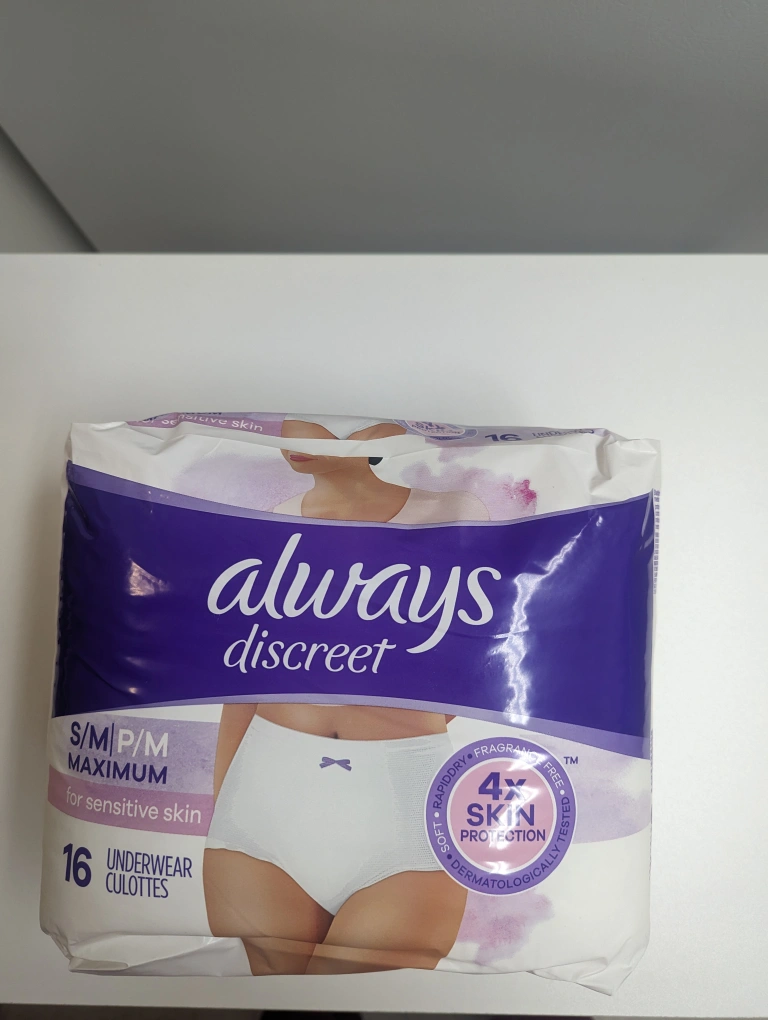 sensitive skin
16
always
discreet
S/M|P/M
MAXIMUM
for sensitive skin
16 UNDERWEAR
CULOTTES
SOFT • RAPIDDRY • FRAGRANCE FREE • DERMATOLOGICALLY TESTED •
TM
4x
SKIN
PROTECTION